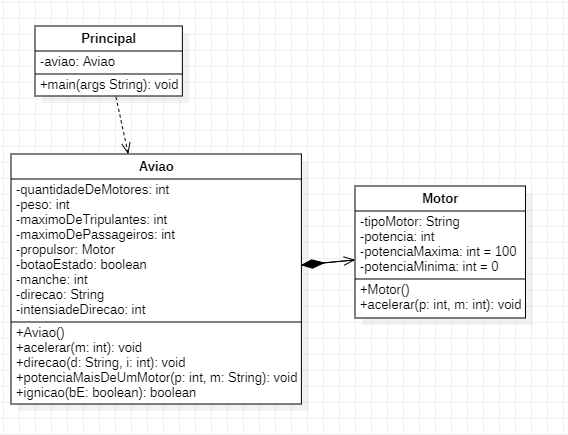 Principal
-aviao: Aviao
+main(args String): void
Aviao
-quantidadeDeMotores: int
-peso: int
-maximoDeTripulantes: int
-maximoDePassageiros: int
-propulsor: Motor
-botaoEstado: boolean
-manche: int
-direcao: String
-intensiadeDirecao: int
+Aviao()
+acelerar(m: int): void
+direcao(d: String, i: int): void
+potenciaMaisDeUmMotor(p: int, m: String): void
+ignicao(bE: boolean): boolean
Motor
-tipoMotor: String
-potencia: int
-potenciaMaxima: int = 100
-potenciaMinima: int = 0
+Motor()
+acelerar(p: int, m: int): void